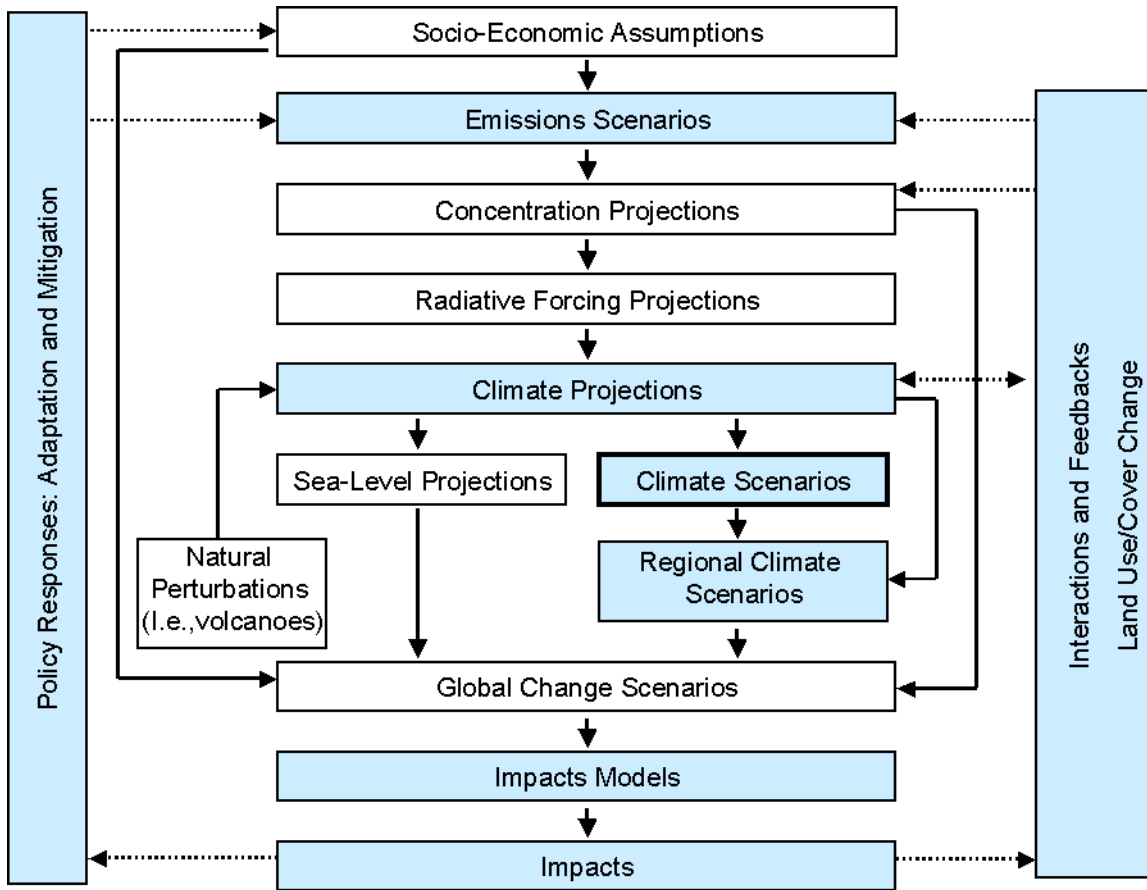 Policy Responses: Adaptation and Mitigation
Socio-Economic Assumptions
Emissions Scenarios
Concentration Projections
Radiative Forcing Projections
Climate Projections
Sea-Level Projections
Climate Scenarios
Natural
Perturbations
(I.e.,volcanoes)
Regional Climate
Scenarios
Global Change Scenarios
Impacts Models
Impacts
Interactions and Feedbacks
Land Use/Cover Change